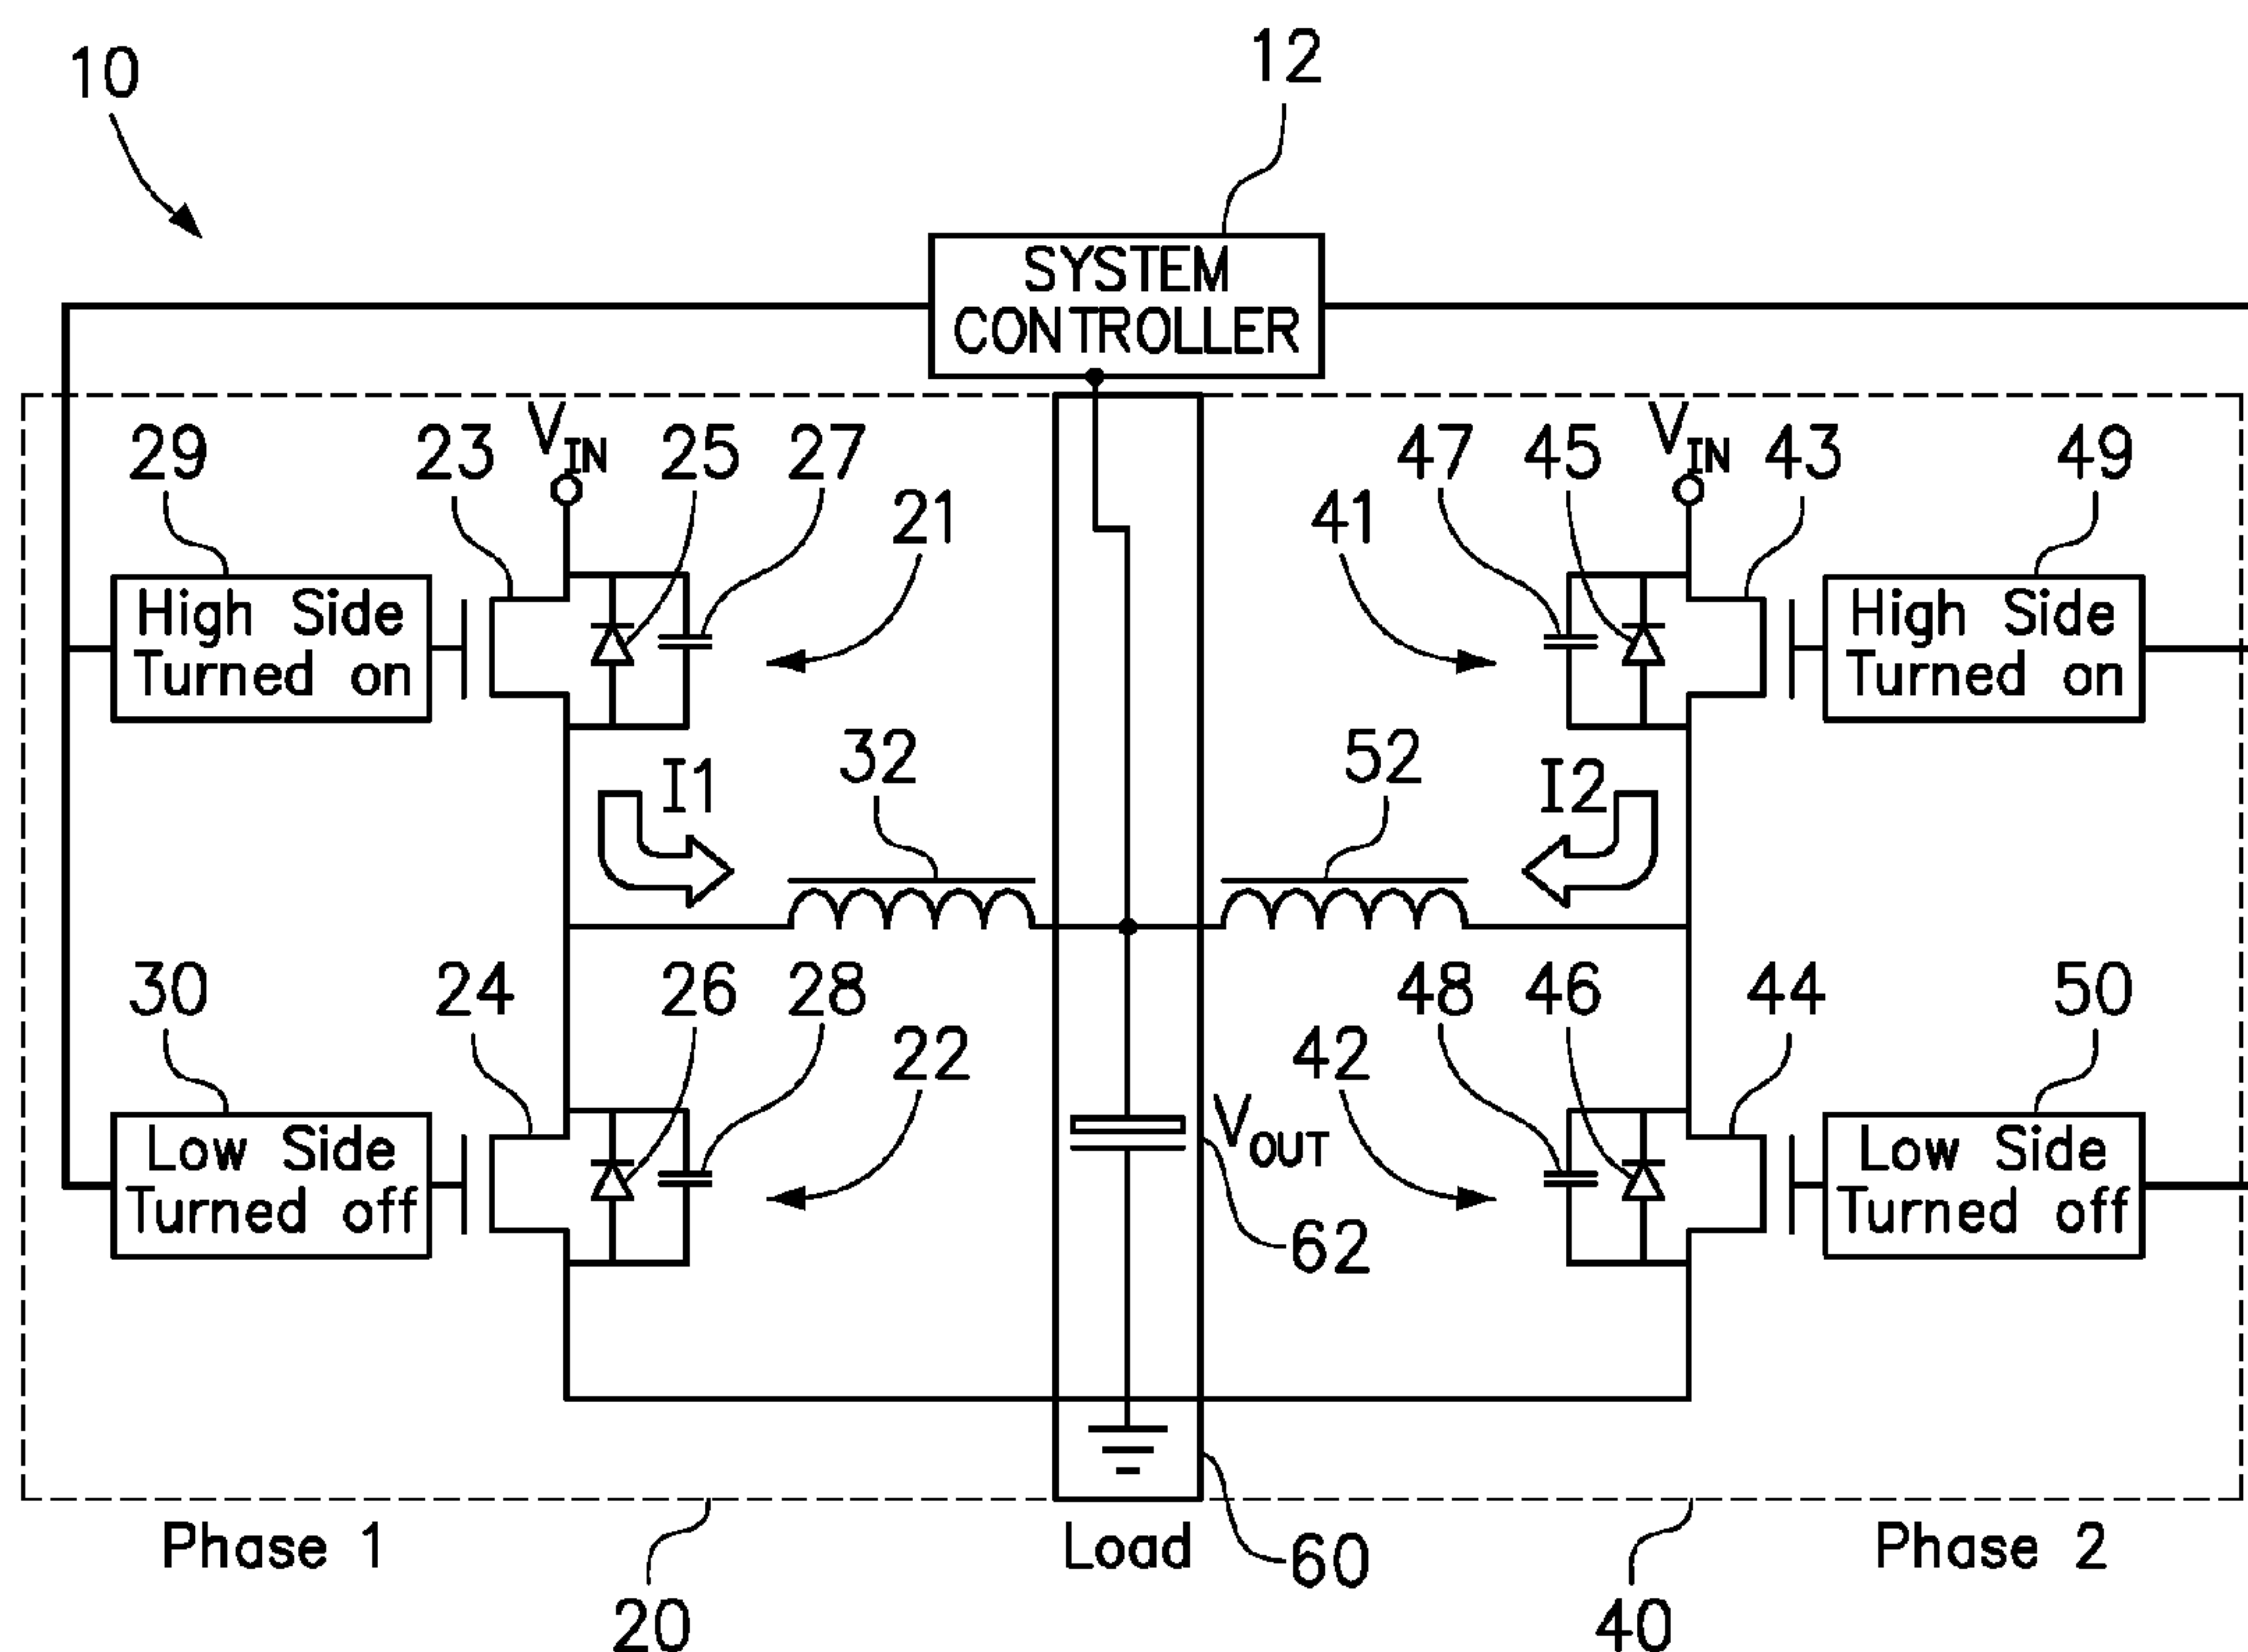 10
12
SYSTEM
CONTROLLER
29
23
VIN
25
27
21
47
45
VIN
43
49
41
High Side
Turned on
High Side
Turned on
I1
32
52
I2
30
24
26
28
22
48
46
44
50
42
Low Side
Turned off
VOUT
Low Side
Turned off
62
Phase 1
Load
60
Phase 2
20
40